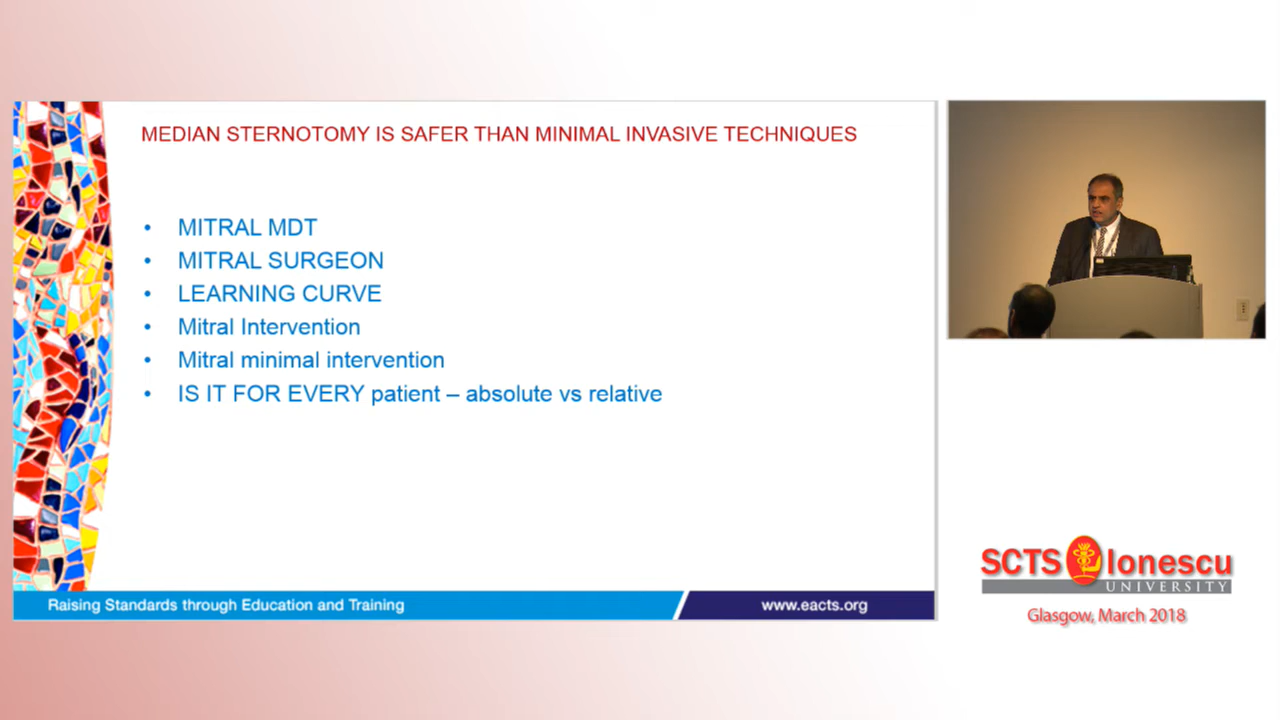 MEDIAN STERNOTOMY IS SAFER THAN MINIMAL INVASIVE TECHNIQUES
• MITRAL MDT
• MITRAL SURGEON
• LEARNING CURVE
• Mitral Intervention
• Mitral minimal intervention
• IS IT FOR EVERY patient – absolute vs relative
Raising Standards through Education and Training
www.eacts.org
SCTS Ionescu
UNIVERSITY
Glasgow, March 2018